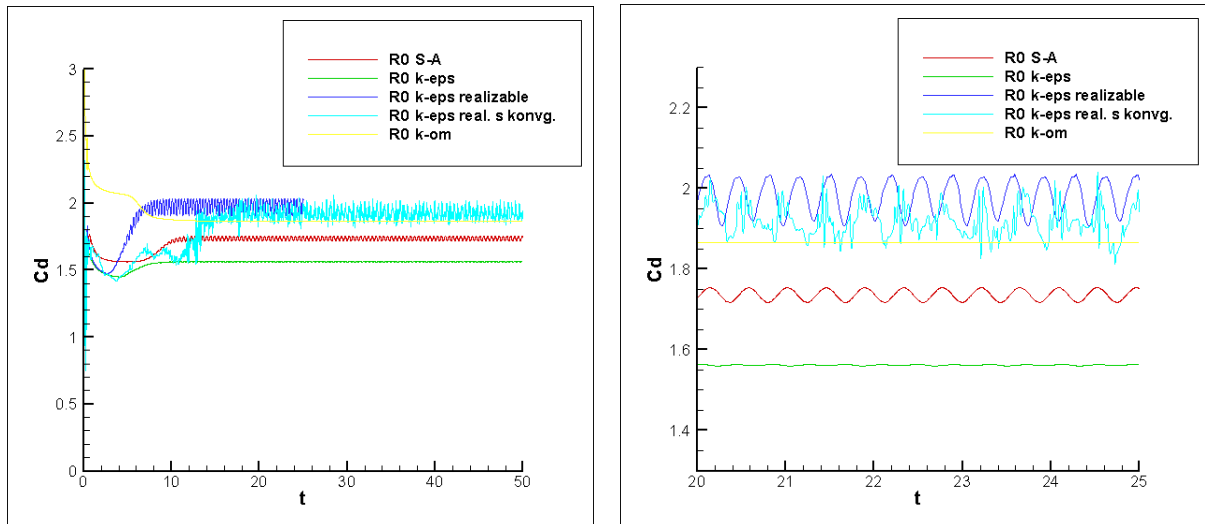 R0 S-A
R0 k-eps
R0 k-eps realizable
R0 k-eps real. s konvg.
R0 k-om
3
2.5
2
1.5
1
0.5
0
Cd
0
10
20
30
40
50
t
R0 S-A
R0 k-eps
R0 k-eps realizable
R0 k-eps real. s konvg.
R0 k-om
2.2
2
1.8
1.6
1.4
Cd
20
21
22
23
24
25
t